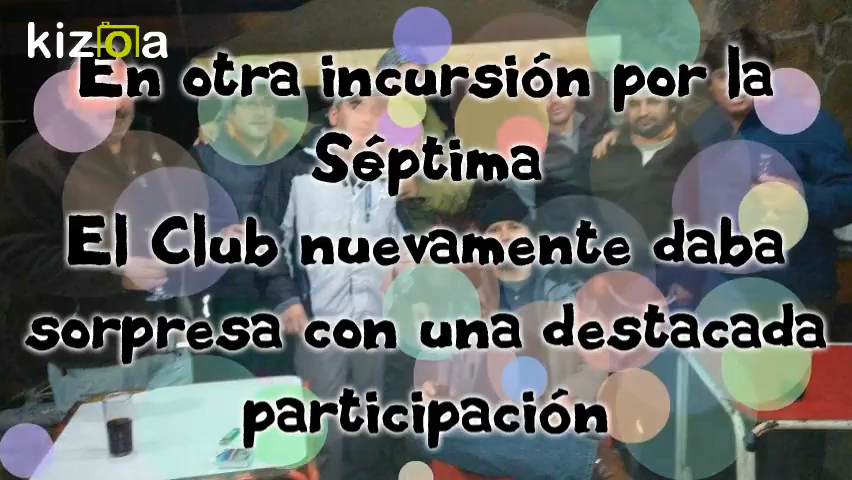 kizoa
En otra incursión por la
Séptima
El Club nuevamente daba
sorpresa con una destacada
participación